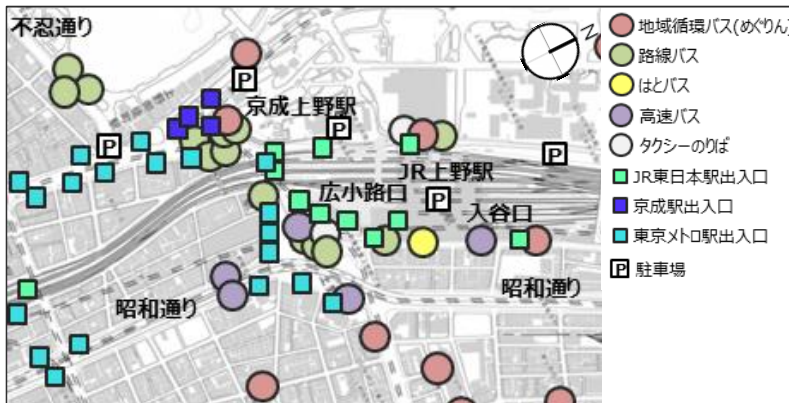 不忍通り
N
地域循環バス(めぐりん)
路線バス
P
京成上野駅
はとバス
高速バス
P
P
P
タクシーのりば
JR上野駅
JR東日本駅出入口
広小路口
P
入谷口
京成駅出入口
東京メトロ駅出入口
P 駐車場
昭和通り
昭和通り